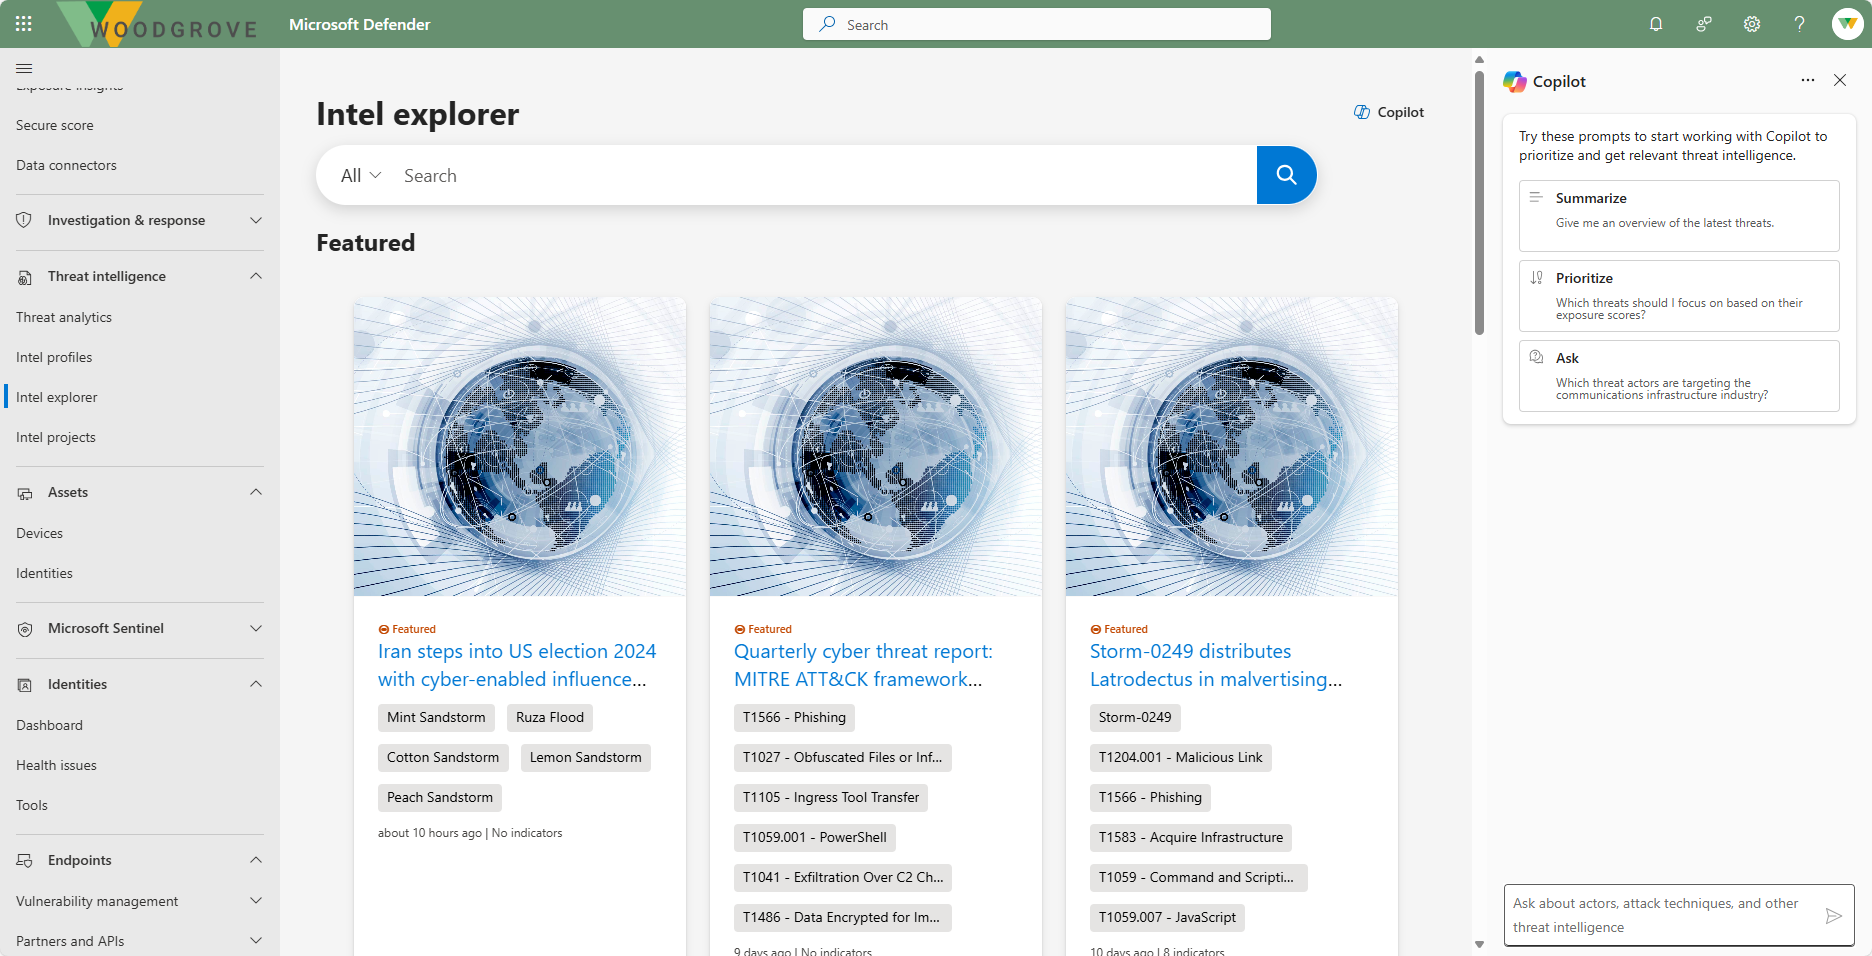 WOODGROVE
Microsoft Defender
Search
Exposure insights
Secure score
Data connectors
Investigation & response
Threat intelligence
Threat analytics
Intel profiles
Intel explorer
Intel projects
Assets
Devices
Identities
Microsoft Sentinel
Identities
Dashboard
Health issues
Tools
Endpoints
Vulnerability management
Partners and APIs
Intel explorer
Copilot
All
Search
Featured
Featured
Iran steps into US election 2024
with cyber-enabled influence...
Mint Sandstorm
Ruza Flood
Cotton Sandstorm
Lemon Sandstorm
Peach Sandstorm
about 10 hours ago | No indicators
Featured
Quarterly cyber threat report:
MITRE ATT&CK framework...
T1566 - Phishing
T1027 - Obfuscated Files or Inf...
T1105 - Ingress Tool Transfer
T1059.001 - PowerShell
T1041 - Exfiltration Over C2 Ch...
T1486 - Data Encrypted for Im...
9 days ago | No indicators
Featured
Storm-0249 distributes
Latrodectus in malvertising...
Storm-0249
T1204.001 - Malicious Link
T1566 - Phishing
T1583 - Acquire Infrastructure
T1059 - Command and Scripti...
T1059.007 - JavaScript
10 days ago | 8 indicators
Copilot
Try these prompts to start working with Copilot to
prioritize and get relevant threat intelligence.
Summarize
Give me an overview of the latest threats.
Prioritize
Which threats should I focus on based on their
exposure scores?
Ask
Which threat actors are targeting the
communications infrastructure industry?
Ask about actors, attack techniques, and other
threat intelligence